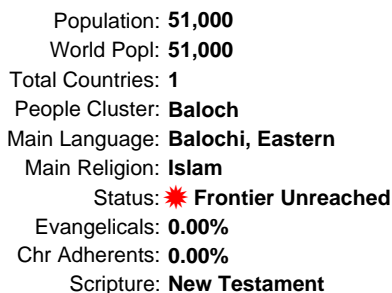 Population: 51,000
World Popl: 51,000
Total Countries: 1
People Cluster: Baloch
Main Language: Balochi, Eastern
Main Religion: Islam
Status: Frontier Unreached
Evangelicals: 0.00%
Chr Adherents: 0.00%
Scripture: New Testament